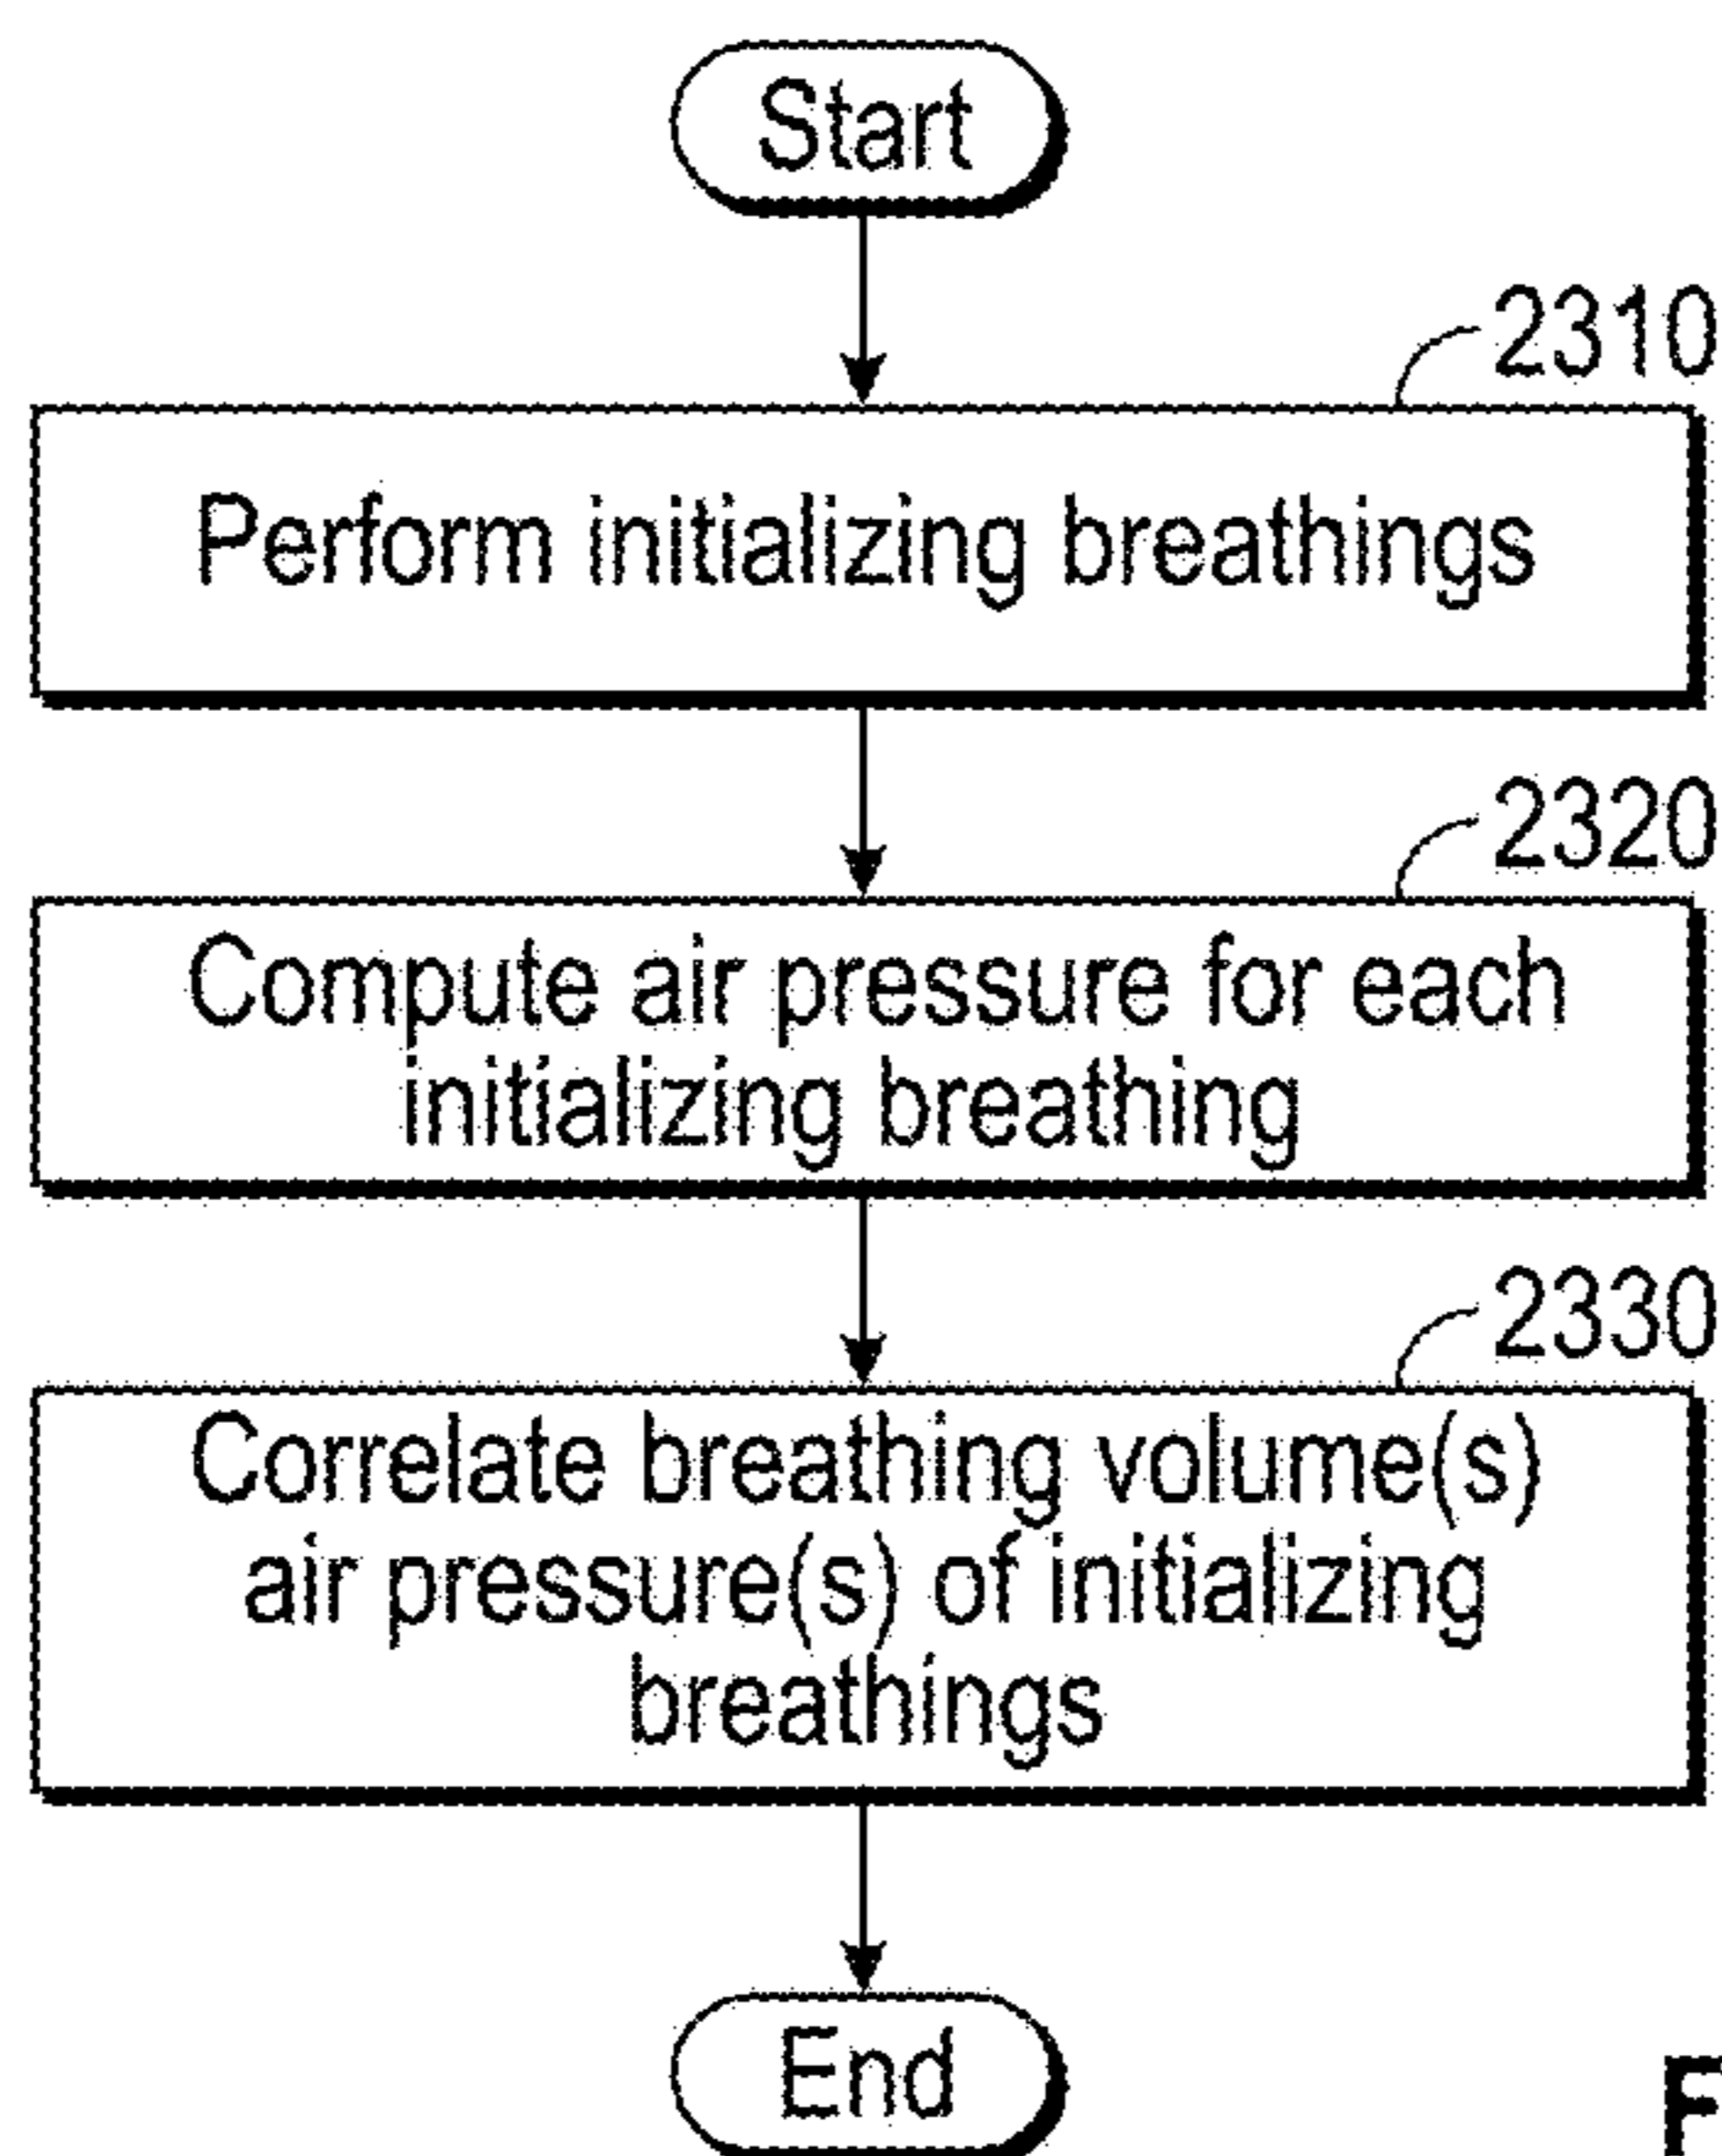 Start
2310
Perform initializing breathings
2320
Compute air pressure for each
initializing breathing
2330
Correlate breathing volume(s)
air pressure(s) of initializing
breathings
End
F